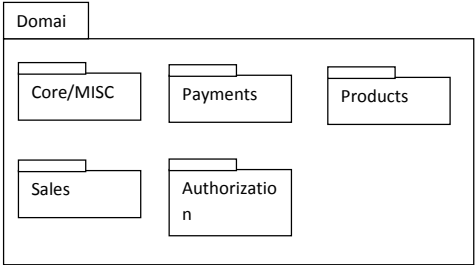 Domai
Core/MISC
Payments
Products
Sales
Authorizatio
n